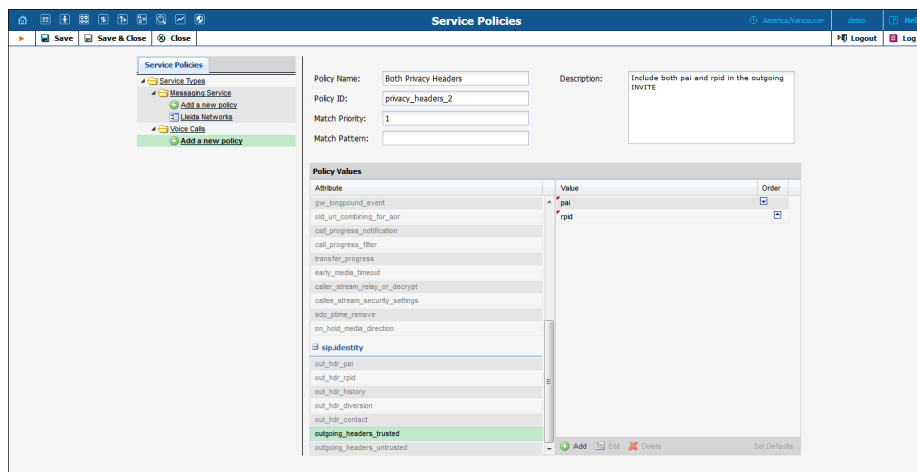 Service Policies
America/Vancouver
demo
Hel
Save
Save & Close
Close
Logout
Log
Service Policies
Service Types
Messaging Service
Add a new policy
Lleida Networks
Voice Calls
Add a new policy
Policy Name: Both Privacy Headers
Policy ID: privacy_headers_2
Match Priority: 1
Match Pattern:
Description: Include both pai and rpid in the outgoing
INVITE
Policy Values
Attribute
Value
Order
gw_longpound_event
old_uri_combining_for_aor
call_progress_notification
call_progress_filter
transfer_progress
early_media_timeout
caller_stream_relay_or_decrypt
callee_stream_security_settings
sdp_ptime_remove
on_hold_media_direction
sip.identity
out_hdr_pai
out_hdr_rpid
out_hdr_history
out_hdr_diversion
out_hdr_contact
outgoing_headers_trusted
outgoing_headers_untrusted
pai
rpid
Add
Edit
Delete
Set Defaults